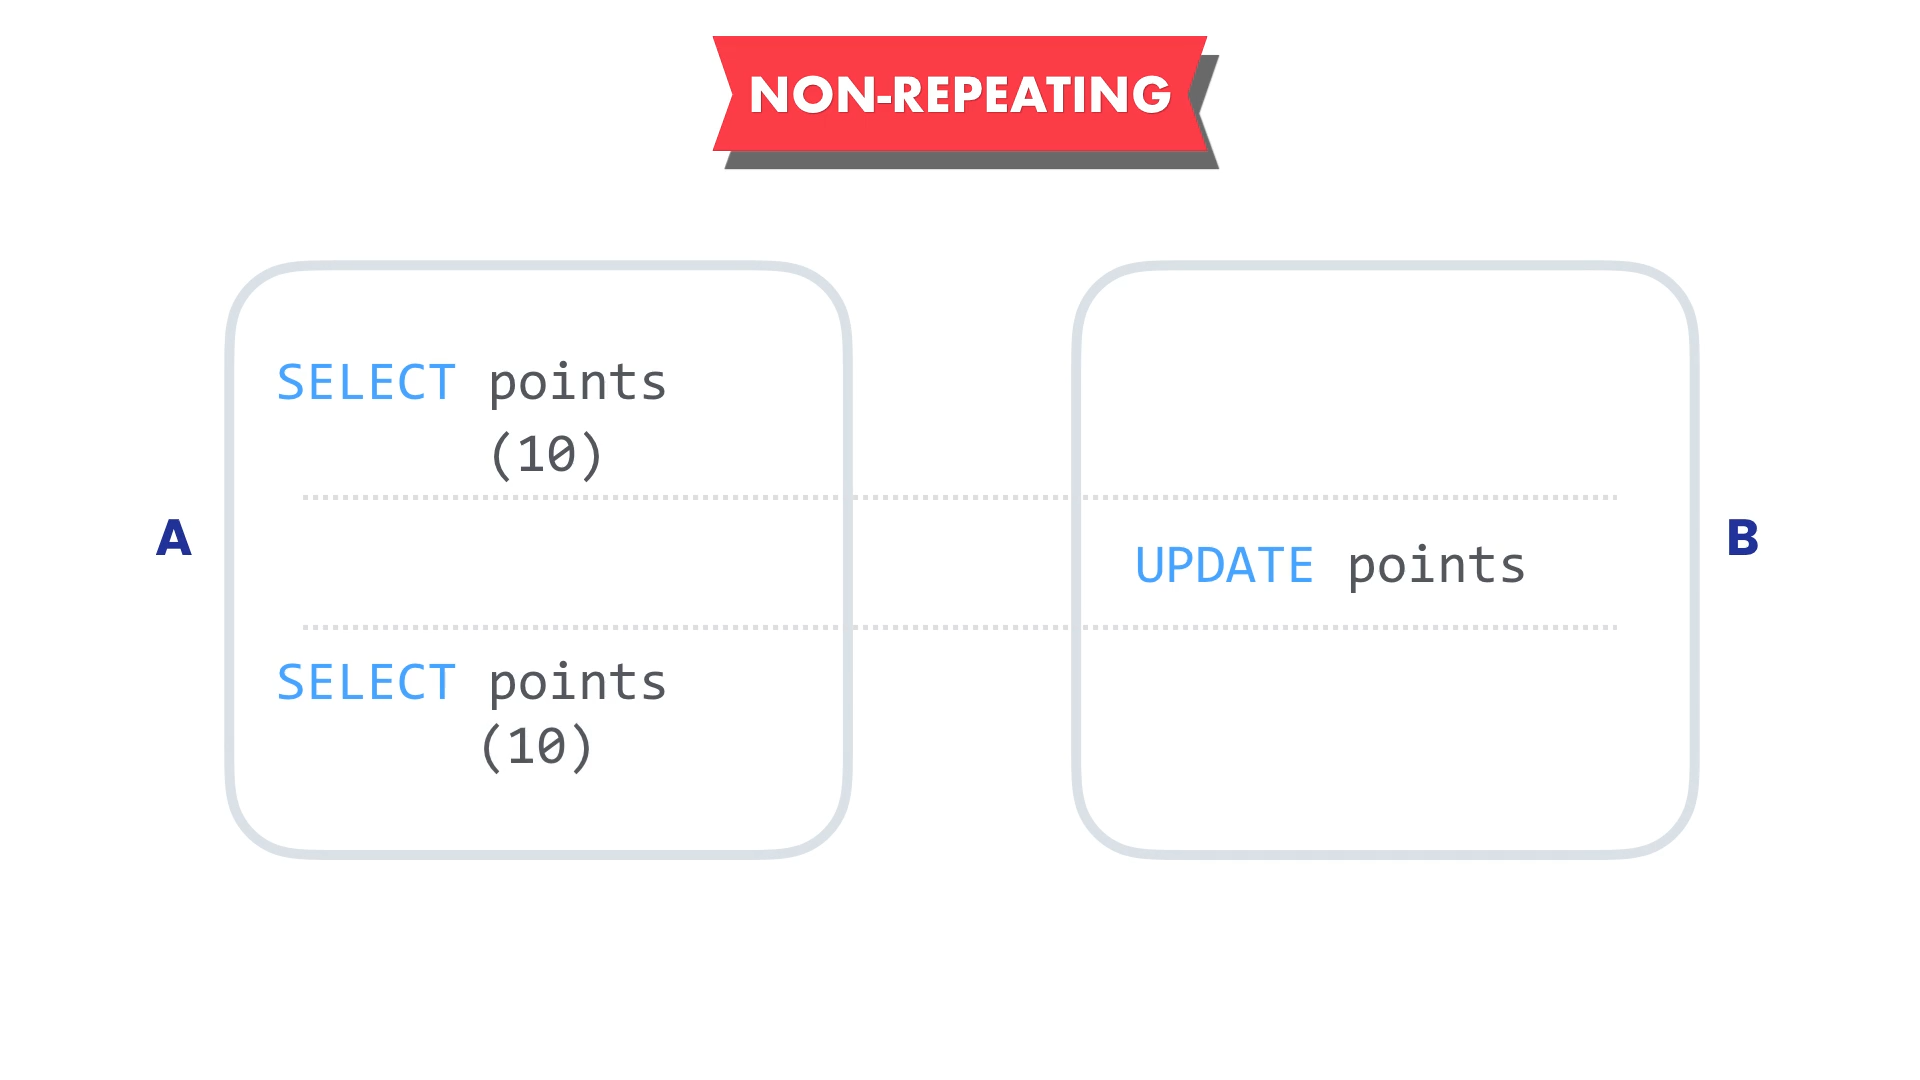 NON-REPEATING
SELECT points
(10)
A
UPDATE points
B
SELECT points
(10)